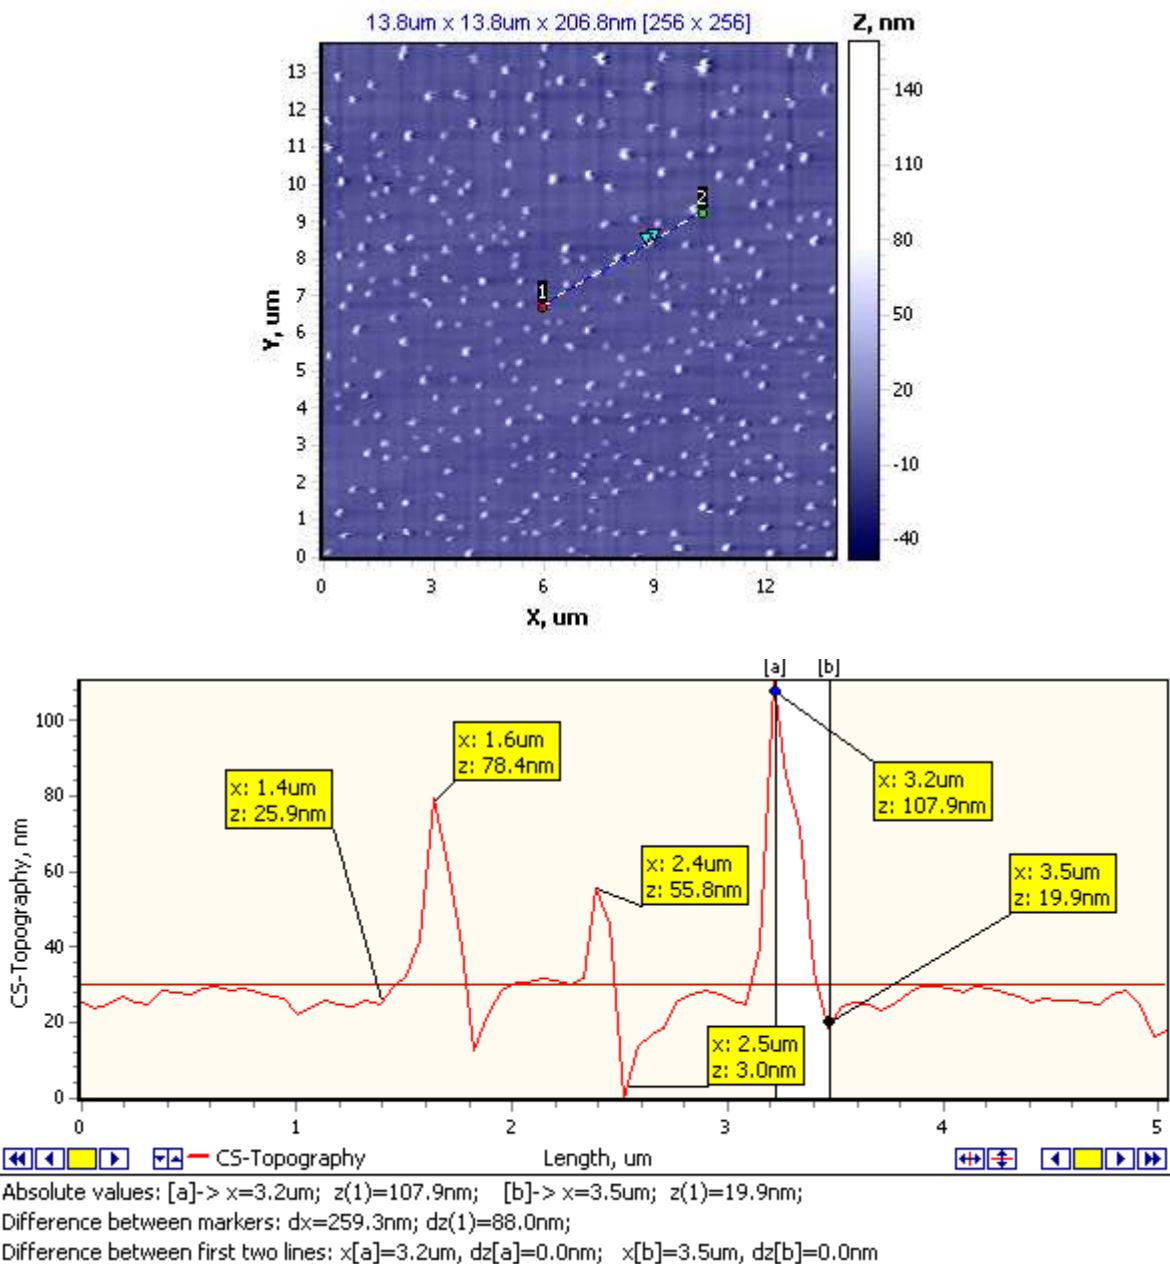 13.8um x 13.8um x 206.8nm [256 x 256]
Z, nm
13
12
11
10
9
8
7
6
5
4
3
2
1
0
Y, um
0 3 6 9 12
X, um
140
110
80
50
20
-10
-40
1
2
[a] [b]
CS-Topography, nm
100
80
60
40
20
0
x: 1.4um
z: 25.9nm
x: 1.6um
z: 78.4nm
x: 2.4um
z: 55.8nm
x: 2.5um
z: 3.0nm
x: 3.2um
z: 107.9nm
x: 3.5um
z: 19.9nm
0 1 2 3 4 5
CS-Topography
Length, um
Absolute values: [a]-> x=3.2um; z(1)=107.9nm; [b]-> x=3.5um; z(1)=19.9nm;
Difference between markers: dx=259.3nm; dz(1)=88.0nm;
Difference between first two lines: x[a]=3.2um, dz[a]=0.0nm; x[b]=3.5um, dz[b]=0.0nm